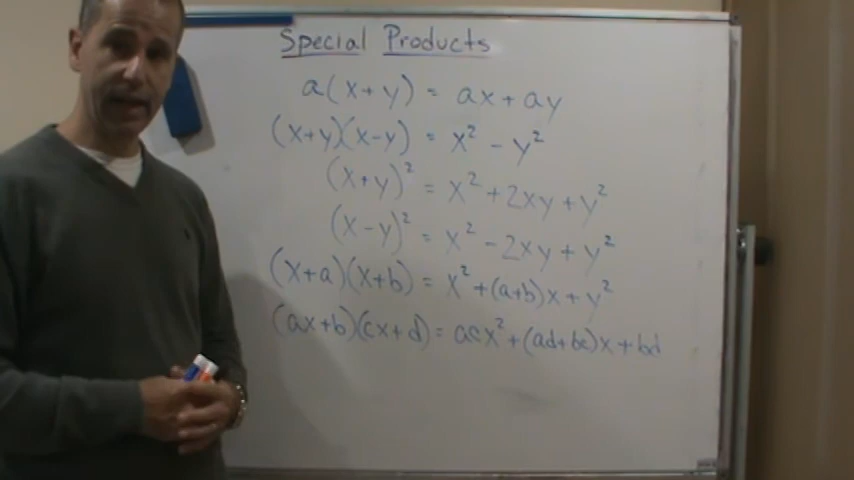 Special Products
a(x+y) = ax + ay
(x+y)(x-y) = x² - y²
(x+y)² = x² + 2xy + y²
(x-y)² = x² - 2xy + y²
(x+a)(x+b) = x² + (a+b)x + y²
(ax+b)(cx+d) = acx² + (ad+bc)x + bd